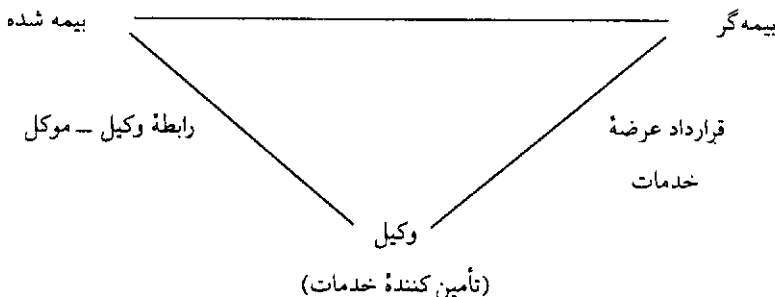 بیمه‌گر
بیمه شده
قرارداد عرضهٔ
خدمات
رابطهٔ وکیل – موکل
وکیل
(تأمین‌کنندهٔ خدمات)